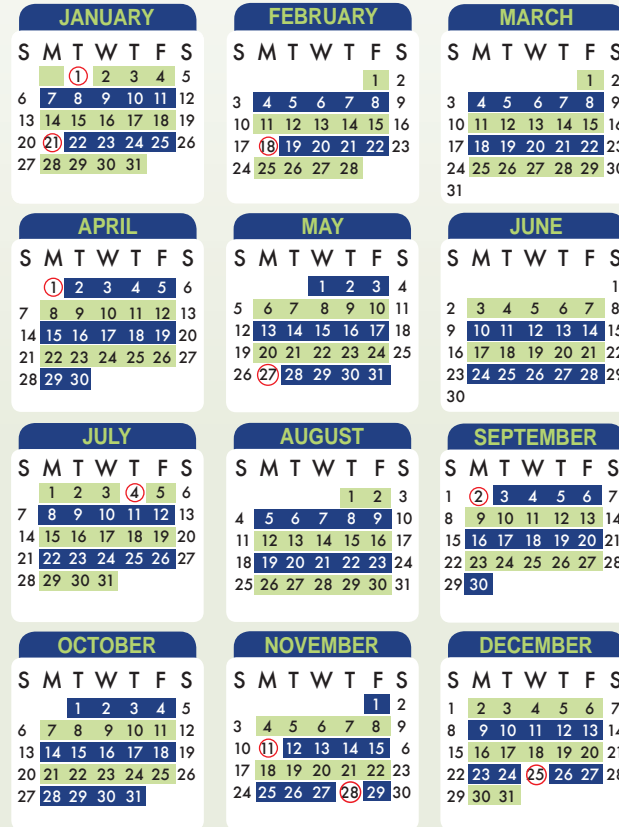 JANUARY
S M T W T F S
1 2 3 4 5
6 7 8 9 10 11 12
13 14 15 16 17 18 19
20 21 22 23 24 25 26
27 28 29 30 31
FEBRUARY
S M T W T F S
1 2
3 4 5 6 7 8 9
10 11 12 13 14 15 16
17 18 19 20 21 22 23
24 25 26 27 28
MARCH
S M T W T F S
1 2
3 4 5 6 7 8 9
10 11 12 13 14 15 16
17 18 19 20 21 22 23
24 25 26 27 28 29 30
31
APRIL
S M T W T F S
1 2 3 4 5 6
7 8 9 10 11 12 13
14 15 16 17 18 19 20
21 22 23 24 25 26 27
28 29 30
MAY
S M T W T F S
1 2 3 4
5 6 7 8 9 10 11
12 13 14 15 16 17 18
19 20 21 22 23 24 25
26 27 28 29 30 31
JUNE
S M T W T F S
1
2 3 4 5 6 7 8
9 10 11 12 13 14 15
16 17 18 19 20 21 22
23 24 25 26 27 28 29
30
JULY
S M T W T F S
1 2 3 4 5 6
7 8 9 10 11 12 13
14 15 16 17 18 19 20
21 22 23 24 25 26 27
28 29 30 31
AUGUST
S M T W T F S
1 2 3
4 5 6 7 8 9 10
11 12 13 14 15 16 17
18 19 20 21 22 23 24
25 26 27 28 29 30 31
SEPTEMBER
S M T W T F S
1 2 3 4 5 6 7
8 9 10 11 12 13 14
15 16 17 18 19 20 21
22 23 24 25 26 27 28
29 30
OCTOBER
S M T W T F S
1 2 3 4 5
6 7 8 9 10 11 12
13 14 15 16 17 18 19
20 21 22 23 24 25 26
27 28 29 30 31
NOVEMBER
S M T W T F S
1 2
3 4 5 6 7 8 9
10 11 12 13 14 15 6
17 18 19 20 21 22 23
24 25 26 27 28 29 30
DECEMBER
S M T W T F S
1 2 3 4 5 6 7
8 9 10 11 12 13 14
15 16 17 18 19 20 21
22 23 24 25 26 27 28
29 30 31